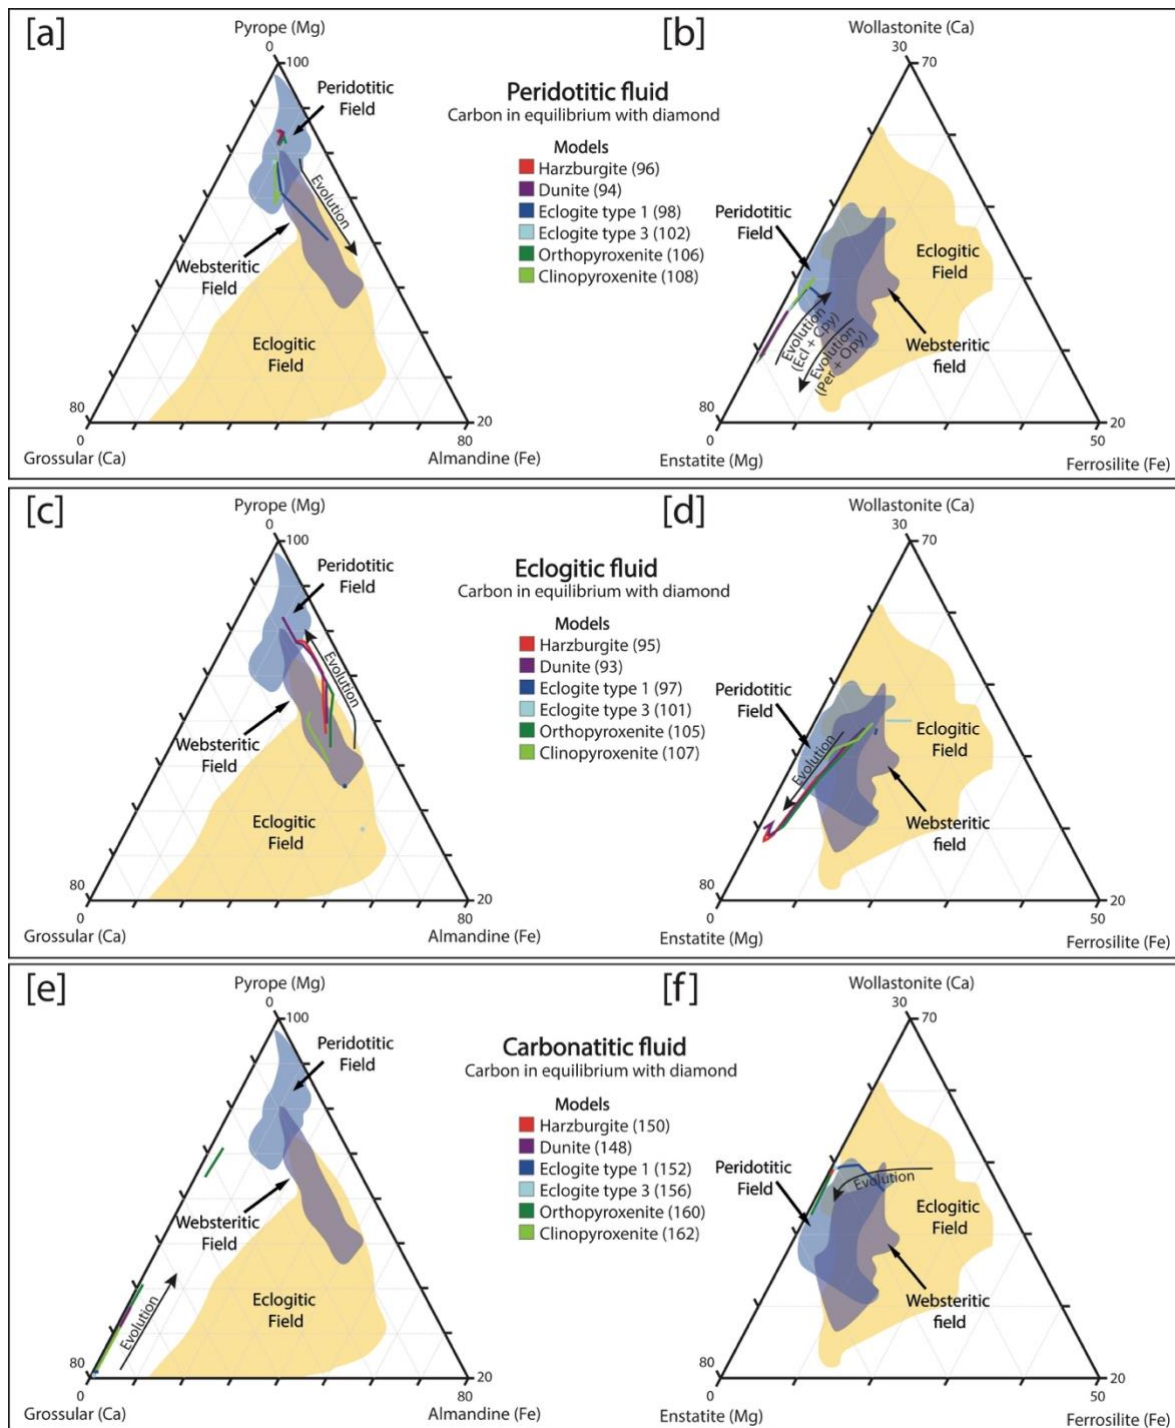 [a]
Pyrope (Mg)
0
100
Peridotitic
Field
Evolution
Websteritic
Field
Eclogitic
Field
80
0
Grossular (Ca)
20
80
Almandine (Fe)
Peridotitic fluid
Carbon in equilibrium with diamond
Models
Harzburgite (96)
Dunite (94)
Eclogite type 1 (98)
Eclogite type 3 (102)
Orthopyroxenite (106)
Clinopyroxenite (108)
[b]
Wollastonite (Ca)
30
70
Peridotitic
Field
Eclogitic
Field
Evolution
(Ecl + Cpy)
Evolution
(Per + Opy)
Websteritic
field
80
0
Enstatite (Mg)
20
50
Ferrosilite (Fe)
[c]
Pyrope (Mg)
0
100
Peridotitic
Field
Evolution
Websteritic
Field
Eclogitic
Field
80
0
Grossular (Ca)
20
80
Almandine (Fe)
Eclogitic fluid
Carbon in equilibrium with diamond
Models
Harzburgite (95)
Dunite (93)
Eclogite type 1 (97)
Eclogite type 3 (101)
Orthopyroxenite (105)
Clinopyroxenite (107)
[d]
Wollastonite (Ca)
30
70
Peridotitic
Field
Eclogitic
Field
Evolution
Websteritic
field
80
0
Enstatite (Mg)
20
50
Ferrosilite (Fe)
[e]
Pyrope (Mg)
0
100
Peridotitic
Field
Websteritic
Field
Evolution
Eclogitic
Field
80
0
Grossular (Ca)
20
80
Almandine (Fe)
Carbonatitic fluid
Carbon in equilibrium with diamond
Models
Harzburgite (150)
Dunite (148)
Eclogite type 1 (152)
Eclogite type 3 (156)
Orthopyroxenite (160)
Clinopyroxenite (162)
[f]
Wollastonite (Ca)
30
70
Peridotitic
Field
Evolution
Eclogitic
Field
Websteritic
field
80
0
Enstatite (Mg)
20
50
Ferrosilite (Fe)